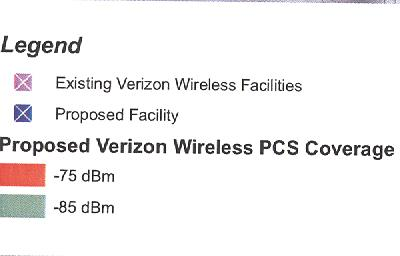 Legend
Existing Verizon Wireless Facilities
Proposed Facility
Proposed Verizon Wireless PCS Coverage
-75 dBm
-85 dBm